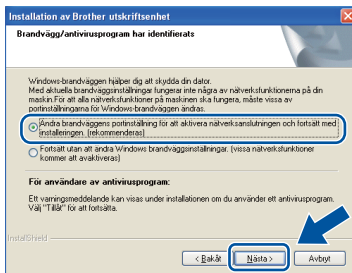 Installation av Brother utskriftsenhet
Brandvägg/antivirusprogram har identifierats
Windows-brandväggen hjälper dig att skydda din dator.
Med aktuella brandväggsinställningar fungerar inte några av nätverksfunktionerna på din
maskin.För att alla nätverksfunktioner på maskinen ska fungera, måste vissa av
portinställningarna för Windows-brandväggen ändras.
Ändra brandväggens portinställning för att aktivera nätverksanslutningen och fortsätt med
installeringen. (rekommenderas)
Fortsätt utan att ändra Windows brandväggsinställningar. (vissa nätverksfunktioner
kommer att avaktiveras)
För användare av antivirusprogram:
Ett varningsmeddelande kan visas under installationen om du använder ett antivirusprogram.
Välj "Tillåt" för att fortsätta.
InstallShield
< Bakåt
Nästa >
Avbryt